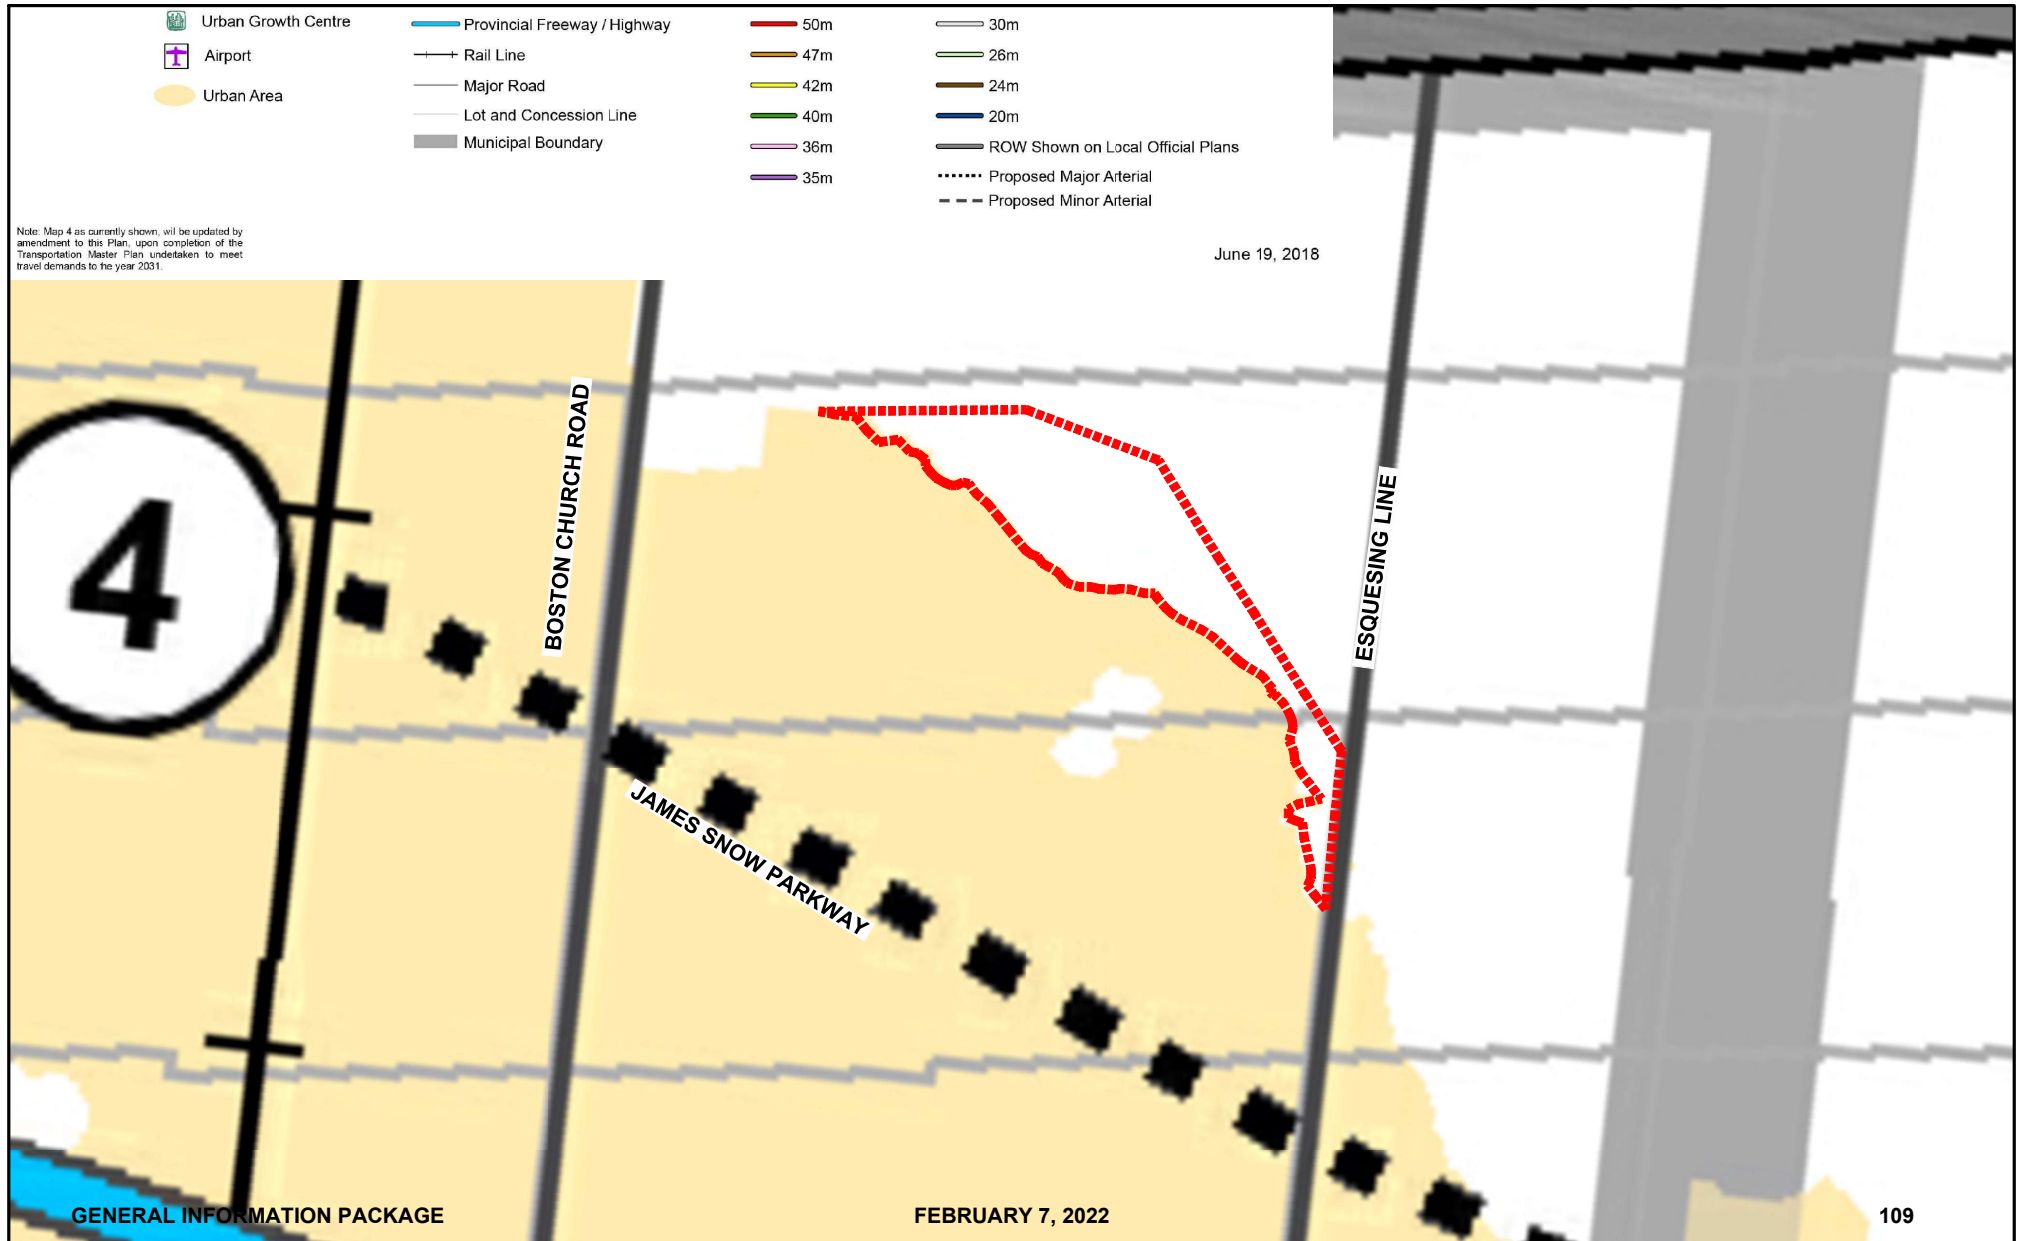 Urban Growth Centre
Airport
Urban Area
Provincial Freeway / Highway
Rail Line
Major Road
Lot and Concession Line
Municipal Boundary
50m
47m
42m
40m
36m
35m
30m
26m
24m
20m
ROW Shown on Local Official Plans
Proposed Major Arterial
Proposed Minor Arterial
Note: Map 4 as currently shown, will be updated by
amendment to this Plan, upon completion of the
Transportation Master Plan undertaken to meet
travel demands to the year 2031.
June 19, 2018
4
BOSTON CHURCH ROAD
ESQUESING LINE
JAMES SNOW PARKWAY
GENERAL INFORMATION PACKAGE
FEBRUARY 7, 2022
109